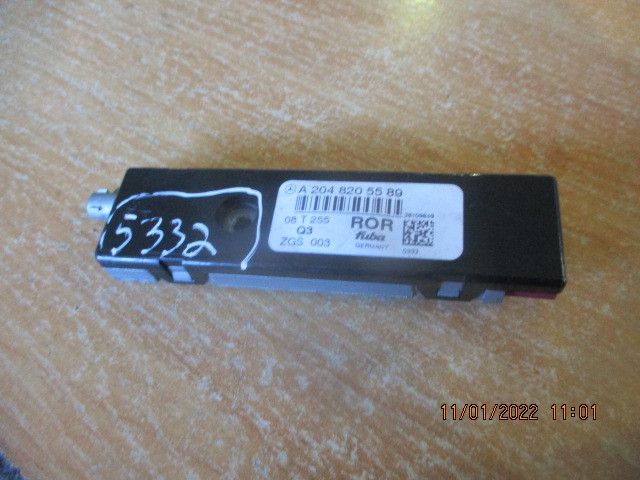 5332
A 204 820 55 89
08 T 255
Q3
ZGS 003
ROR
fuba
GERMANY
11/01/2022 11:01